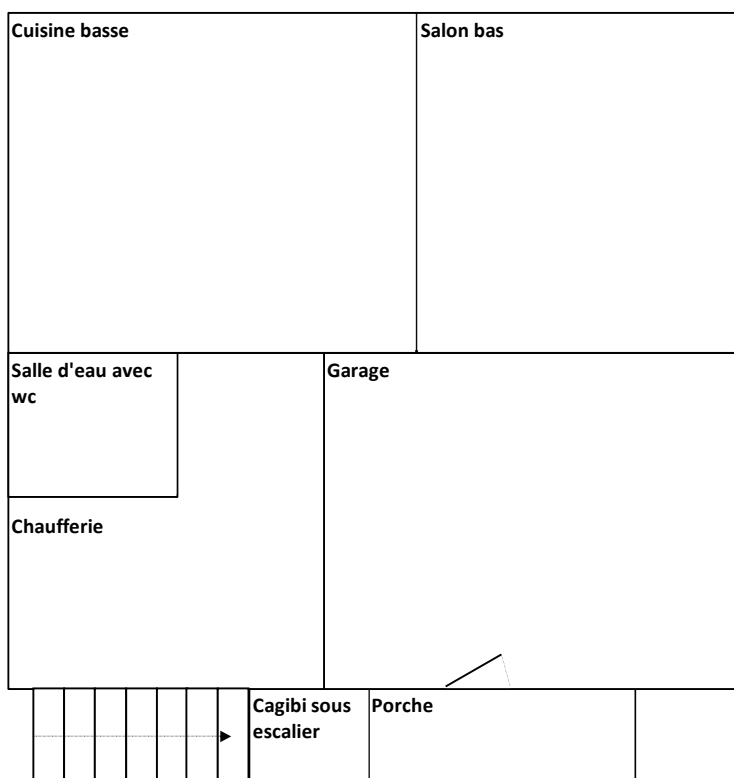 Cuisine basse
Salon bas
Salle d'eau avec
wc
Garage
Chaufferie
Cagibi sous
escalier
Porche